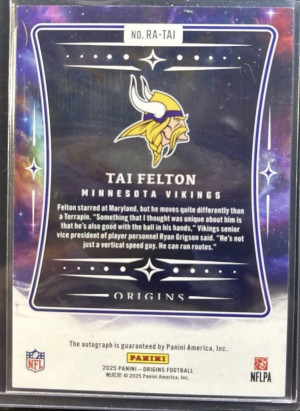 NO. RA-TAI
TAI FELTON
MINNESOTA VIKINGS
Felton starred at Maryland, but he moves quite differently than
a Terrapin. "Something that I thought was unique about him is
that he's also good with the ball in his hands," Vikings senior
vice president of player personnel Ryan Grigson said. "He's not
just a vertical speed guy. He can run routes."
ORIGINS
The autograph is guaranteed by Panini America, Inc.
PANINI
NFL
2025 PANINI - ORIGINS FOOTBALL
帕尼尼 © 2025 Panini America, Inc.
NFLPA